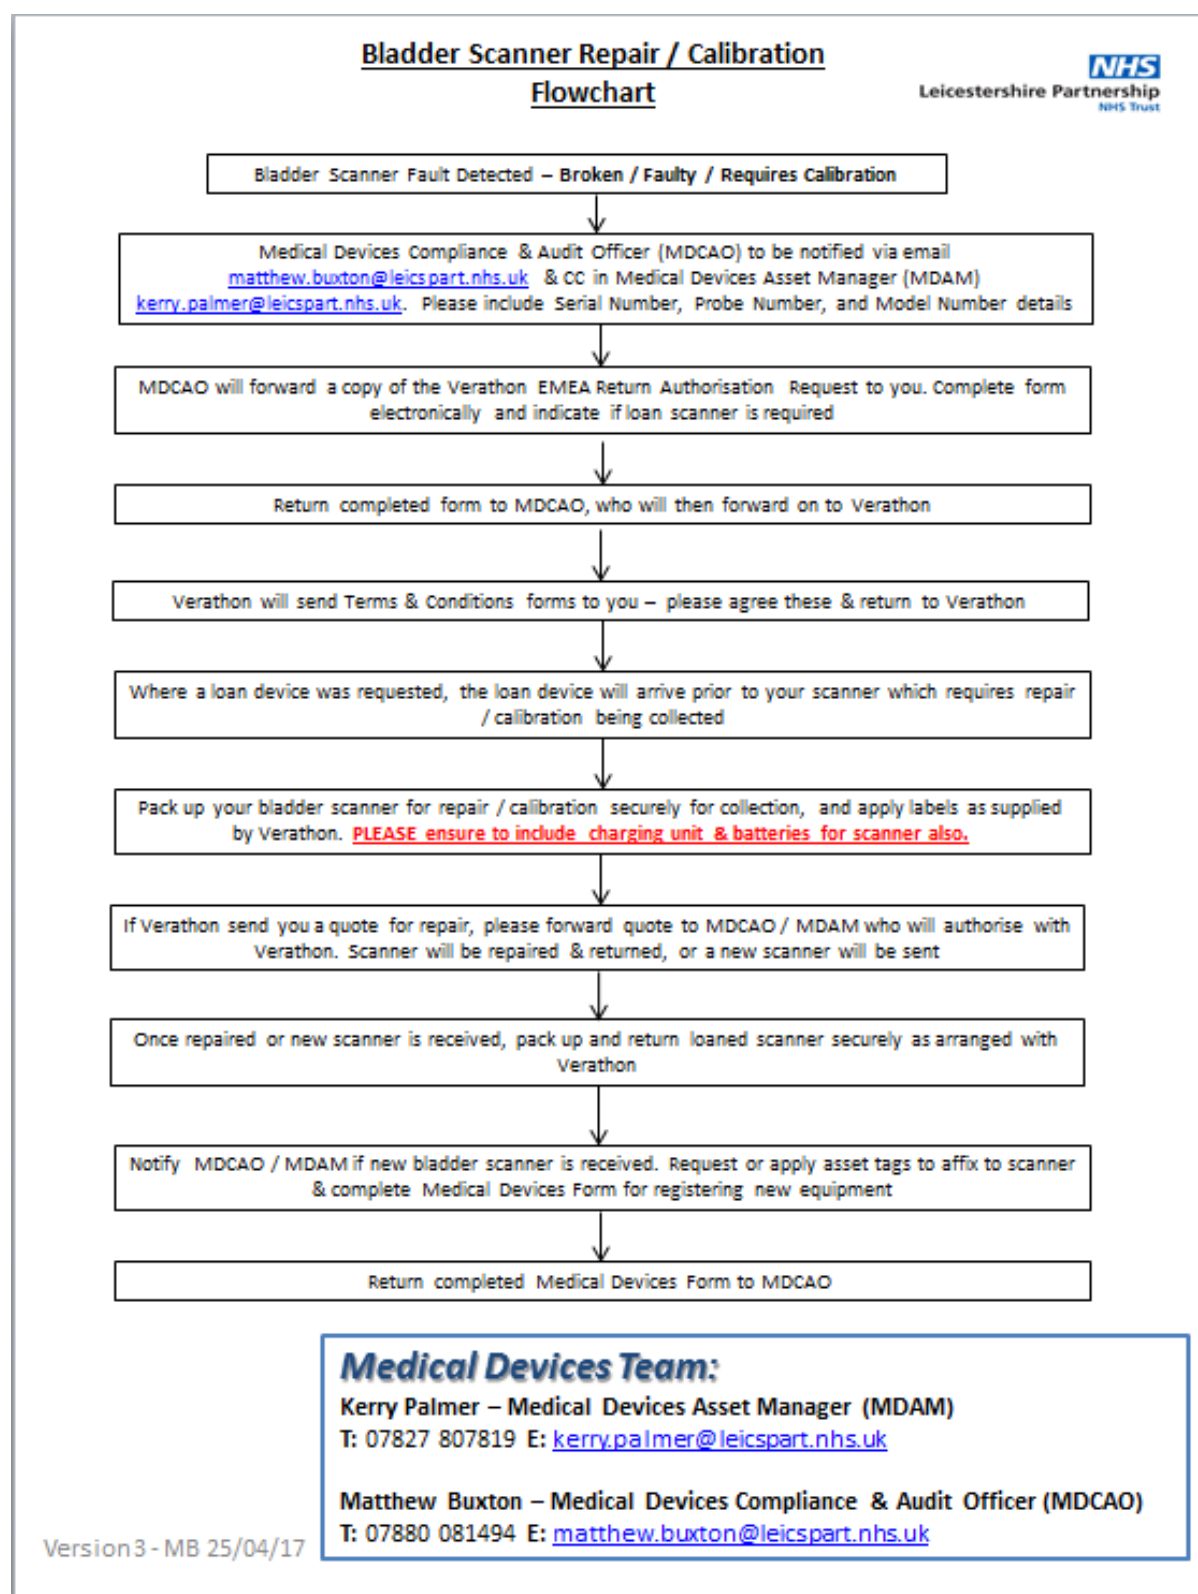 Bladder Scanner Repair / Calibration
Flowchart
NHS
Leicestershire Partnership
NHS Trust
Bladder Scanner Fault Detected – Broken / Faulty / Requires Calibration
Medical Devices Compliance & Audit Officer (MDCAO) to be notified via email
matthew.buxton@leicspart.nhs.uk & CC in Medical Devices Asset Manager (MDAM)
kerry.palmer@leicspart.nhs.uk. Please include Serial Number, Probe Number, and Model Number details
MDCAO will forward a copy of the Verathon EMEA Return Authorisation Request to you. Complete form
electronically and indicate if loan scanner is required
Return completed form to MDCAO, who will then forward on to Verathon
Verathon will send Terms & Conditions forms to you – please agree these & return to Verathon
Where a loan device was requested, the loan device will arrive prior to your scanner which requires repair
/ calibration being collected
Pack up your bladder scanner for repair / calibration securely for collection, and apply labels as supplied
by Verathon. PLEASE ensure to include charging unit & batteries for scanner also.
If Verathon send you a quote for repair, please forward quote to MDCAO / MDAM who will authorise with
Verathon. Scanner will be repaired & returned, or a new scanner will be sent
Once repaired or new scanner is received, pack up and return loaned scanner securely as arranged with
Verathon
Notify MDCAO / MDAM if new bladder scanner is received. Request or apply asset tags to affix to scanner
& complete Medical Devices Form for registering new equipment
Return completed Medical Devices Form to MDCAO
Medical Devices Team:
Kerry Palmer – Medical Devices Asset Manager (MDAM)
T: 07827 807819 E: kerry.palmer@leicspart.nhs.uk
Matthew Buxton – Medical Devices Compliance & Audit Officer (MDCAO)
T: 07880 081494 E: matthew.buxton@leicspart.nhs.uk
Version 3 - MB 25/04/17